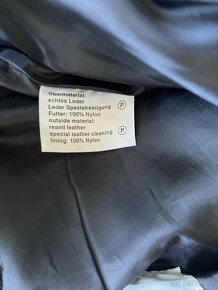 Obermaterial:
echtes Leder
Leder Spezialreinigung
Futter: 100% Nylon
outside material:
reaml leather
special leather cleaning
lining: 100% Nylon
P
P